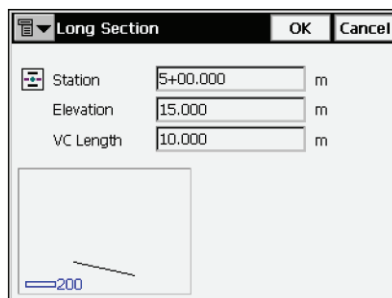 Long Section OK Cancel
Station 5+00.000 m
Elevation 15.000 m
VC Length 10.000 m
200